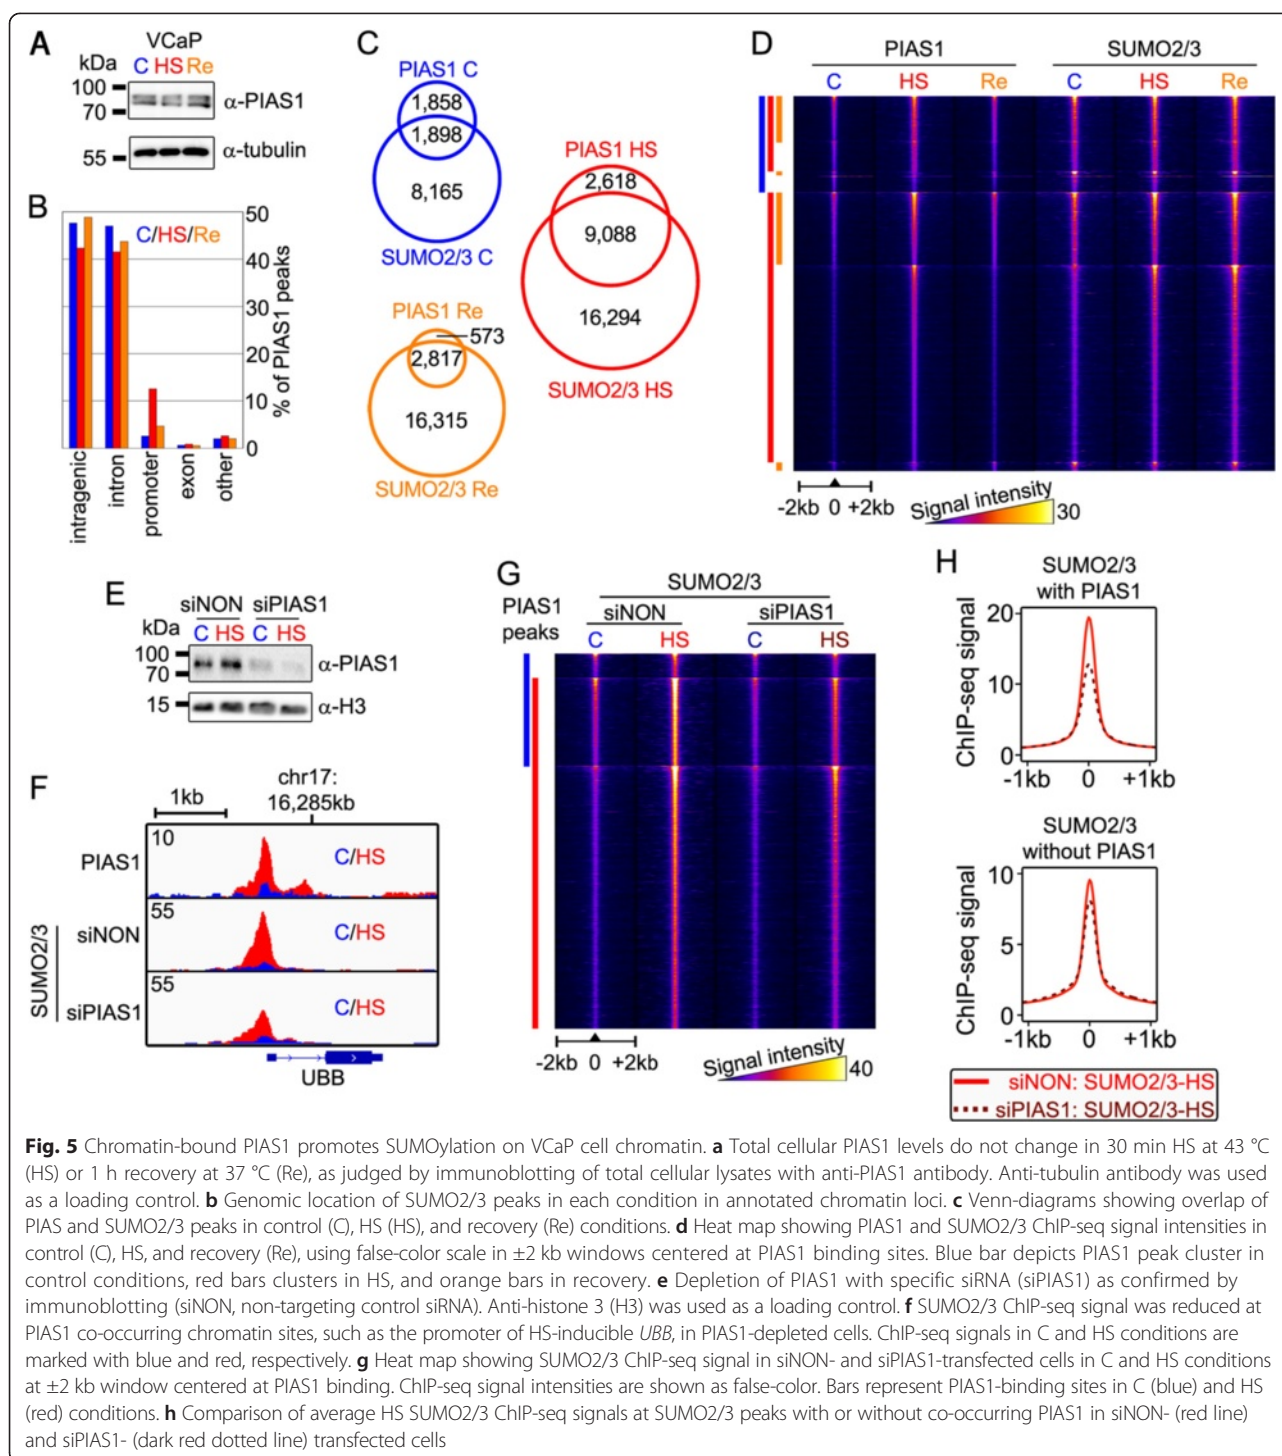 A
VCaP
kDa
C HS Re
100
70
α-PIAS1
55
α-tubulin
B
C/HS/Re
50
40
30
20
10
0
% of PIAS1 peaks
intragenic
intron
promoter
exon
other
C
PIAS1 C
1,858
1,898
8,165
SUMO2/3 C
PIAS1 HS
2,618
9,088
16,294
SUMO2/3 HS
PIAS1 Re
573
2,817
16,315
SUMO2/3 Re
D
PIAS1 SUMO2/3
C HS Re C HS Re
-2kb 0 +2kb
Signal intensity
30
E
siNON siPIAS1
kDa
C HS C HS
100
70
α-PIAS1
15
α-H3
F
1kb
chr17:
16,285kb
PIAS1
10
C/HS
SUMO2/3
siNON
55
C/HS
siPIAS1
55
C/HS
UBB
G
SUMO2/3
PIAS1
peaks
siNON siPIAS1
C HS C HS
-2kb 0 +2kb
Signal intensity
40
H
SUMO2/3
with PIAS1
ChIP-seq signal
20
10
0
-1kb 0 +1kb
SUMO2/3
without PIAS1
ChIP-seq signal
10
5
0
-1kb 0 +1kb
siNON: SUMO2/3-HS
siPIAS1: SUMO2/3-HS
Fig. 5 Chromatin-bound PIAS1 promotes SUMOylation on VCaP cell chromatin. a Total cellular PIAS1 levels do not change in 30 min HS at 43 °C
(HS) or 1 h recovery at 37 °C (Re), as judged by immunoblotting of total cellular lysates with anti-PIAS1 antibody. Anti-tubulin antibody was used
as a loading control. b Genomic location of SUMO2/3 peaks in each condition in annotated chromatin loci. c Venn-diagrams showing overlap of
PIAS and SUMO2/3 peaks in control (C), HS (HS), and recovery (Re) conditions. d Heat map showing PIAS1 and SUMO2/3 ChIP-seq signal intensities in
control (C), HS, and recovery (Re), using false-color scale in ±2 kb windows centered at PIAS1 binding sites. Blue bar depicts PIAS1 peak cluster in
control conditions, red bars clusters in HS, and orange bars in recovery. e Depletion of PIAS1 with specific siRNA (siPIAS1) as confirmed by
immunoblotting (siNON, non-targeting control siRNA). Anti-histone 3 (H3) was used as a loading control. f SUMO2/3 ChIP-seq signal was reduced at
PIAS1 co-occurring chromatin sites, such as the promoter of HS-inducible UBB, in PIAS1-depleted cells. ChIP-seq signals in C and HS conditions are
marked with blue and red, respectively. g Heat map showing SUMO2/3 ChIP-seq signal in siNON- and siPIAS1-transfected cells in C and HS conditions
at ±2 kb window centered at PIAS1 binding. ChIP-seq signal intensities are shown as false-color. Bars represent PIAS1-binding sites in C (blue) and HS
(red) conditions. h Comparison of average HS SUMO2/3 ChIP-seq signals at SUMO2/3 peaks with or without co-occurring PIAS1 in siNON- (red line)
and siPIAS1- (dark red dotted line) transfected cells